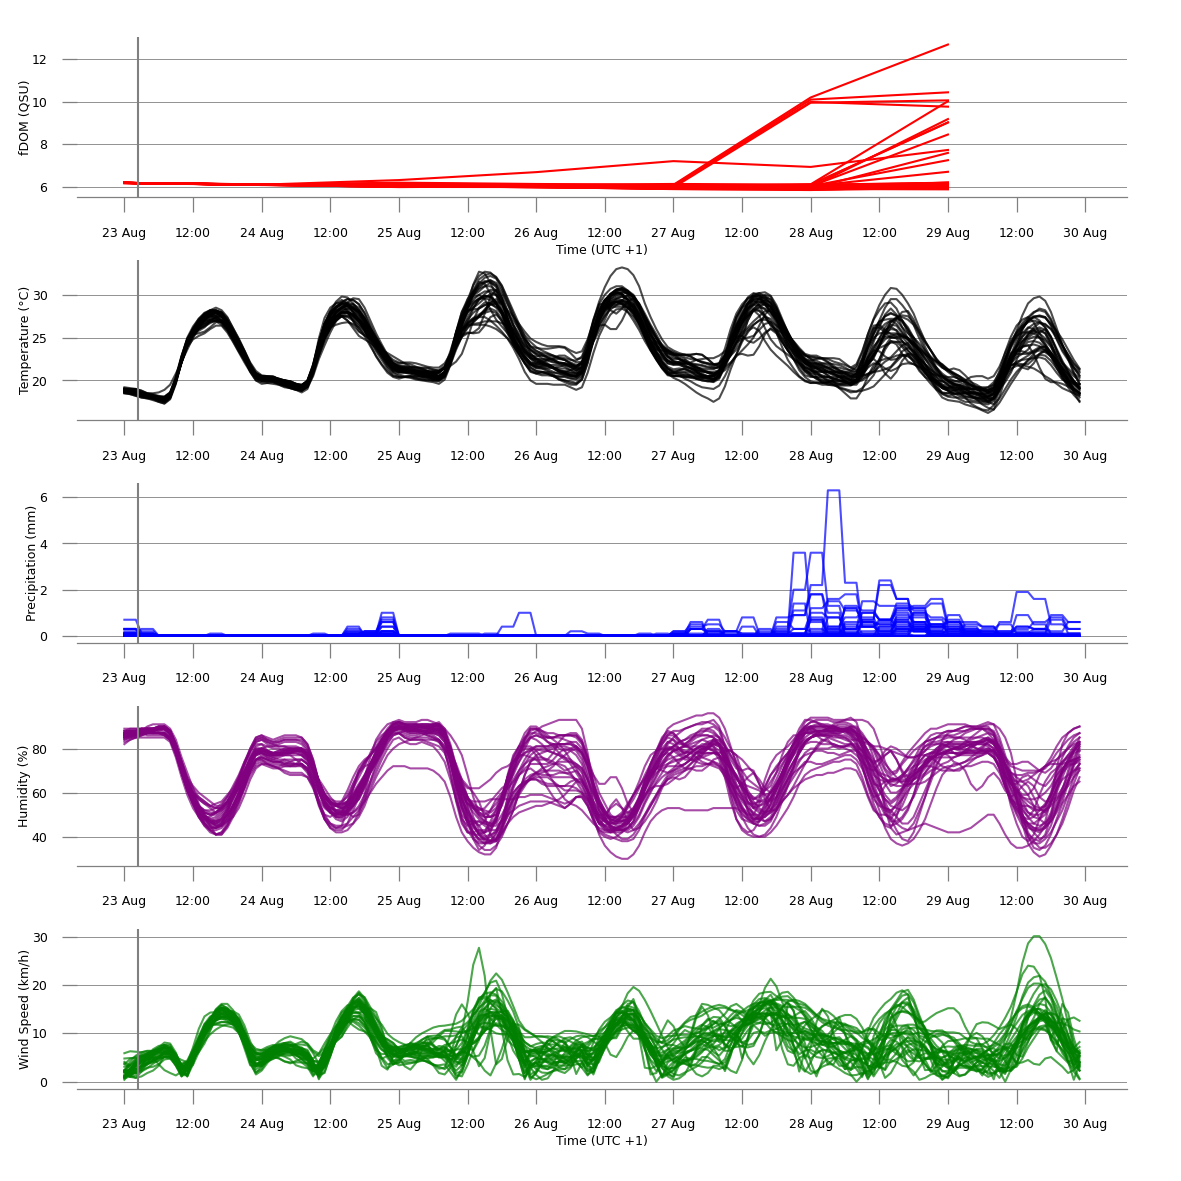 12
10
8
6
fDOM (QSU)
23 Aug 12:00 24 Aug 12:00 25 Aug 12:00 26 Aug 12:00 27 Aug 12:00 28 Aug 12:00 29 Aug 12:00 30 Aug
Time (UTC +1)
30
25
20
Temperature (°C)
23 Aug 12:00 24 Aug 12:00 25 Aug 12:00 26 Aug 12:00 27 Aug 12:00 28 Aug 12:00 29 Aug 12:00 30 Aug
6
4
2
0
Precipitation (mm)
23 Aug 12:00 24 Aug 12:00 25 Aug 12:00 26 Aug 12:00 27 Aug 12:00 28 Aug 12:00 29 Aug 12:00 30 Aug
80
60
40
Humidity (%)
23 Aug 12:00 24 Aug 12:00 25 Aug 12:00 26 Aug 12:00 27 Aug 12:00 28 Aug 12:00 29 Aug 12:00 30 Aug
30
20
10
0
Wind Speed (km/h)
23 Aug 12:00 24 Aug 12:00 25 Aug 12:00 26 Aug 12:00 27 Aug 12:00 28 Aug 12:00 29 Aug 12:00 30 Aug
Time (UTC +1)